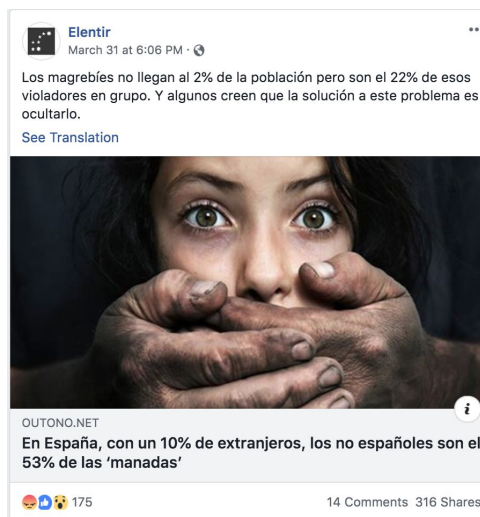 Elentir
March 31 at 6:06 PM ·
Los magrebíes no llegan al 2% de la población pero son el 22% de esos
violadores en grupo. Y algunos creen que la solución a este problema es
ocultarlo.
See Translation
i
OUTONO.NET
En España, con un 10% de extranjeros, los no españoles son el
53% de las ‘manadas’
175
14 Comments 316 Shares